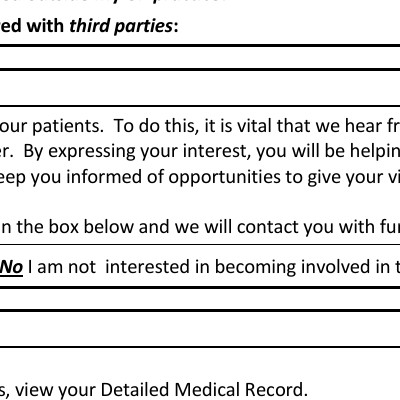 ed with third parties:
our patients.  To do this, it is vital that we hear fr
r.  By expressing your interest, you will be helpin
eep you informed of opportunities to give your vi
n the box below and we will contact you with fur
No I am not  interested in becoming involved in t
s, view your Detailed Medical Record.